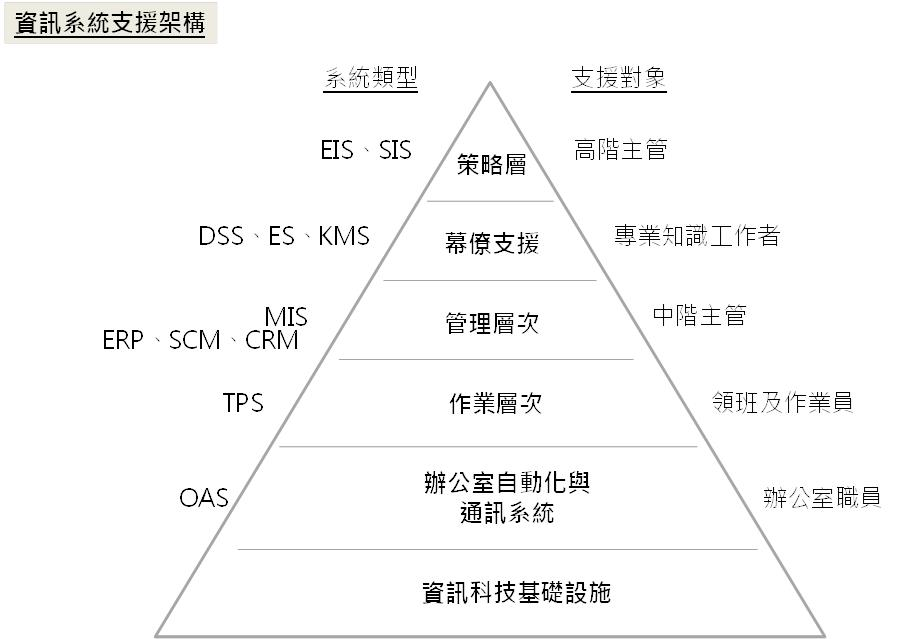 資訊系統支援架構
系統類型
支援對象
EIS、SIS
策略層
高階主管
DSS、ES、KMS
幕僚支援
專業知識工作者
MIS
ERP、SCM、CRM
管理層次
中階主管
TPS
作業層次
領班及作業員
OAS
辦公室自動化與
通訊系統
辦公室職員
資訊科技基礎設施